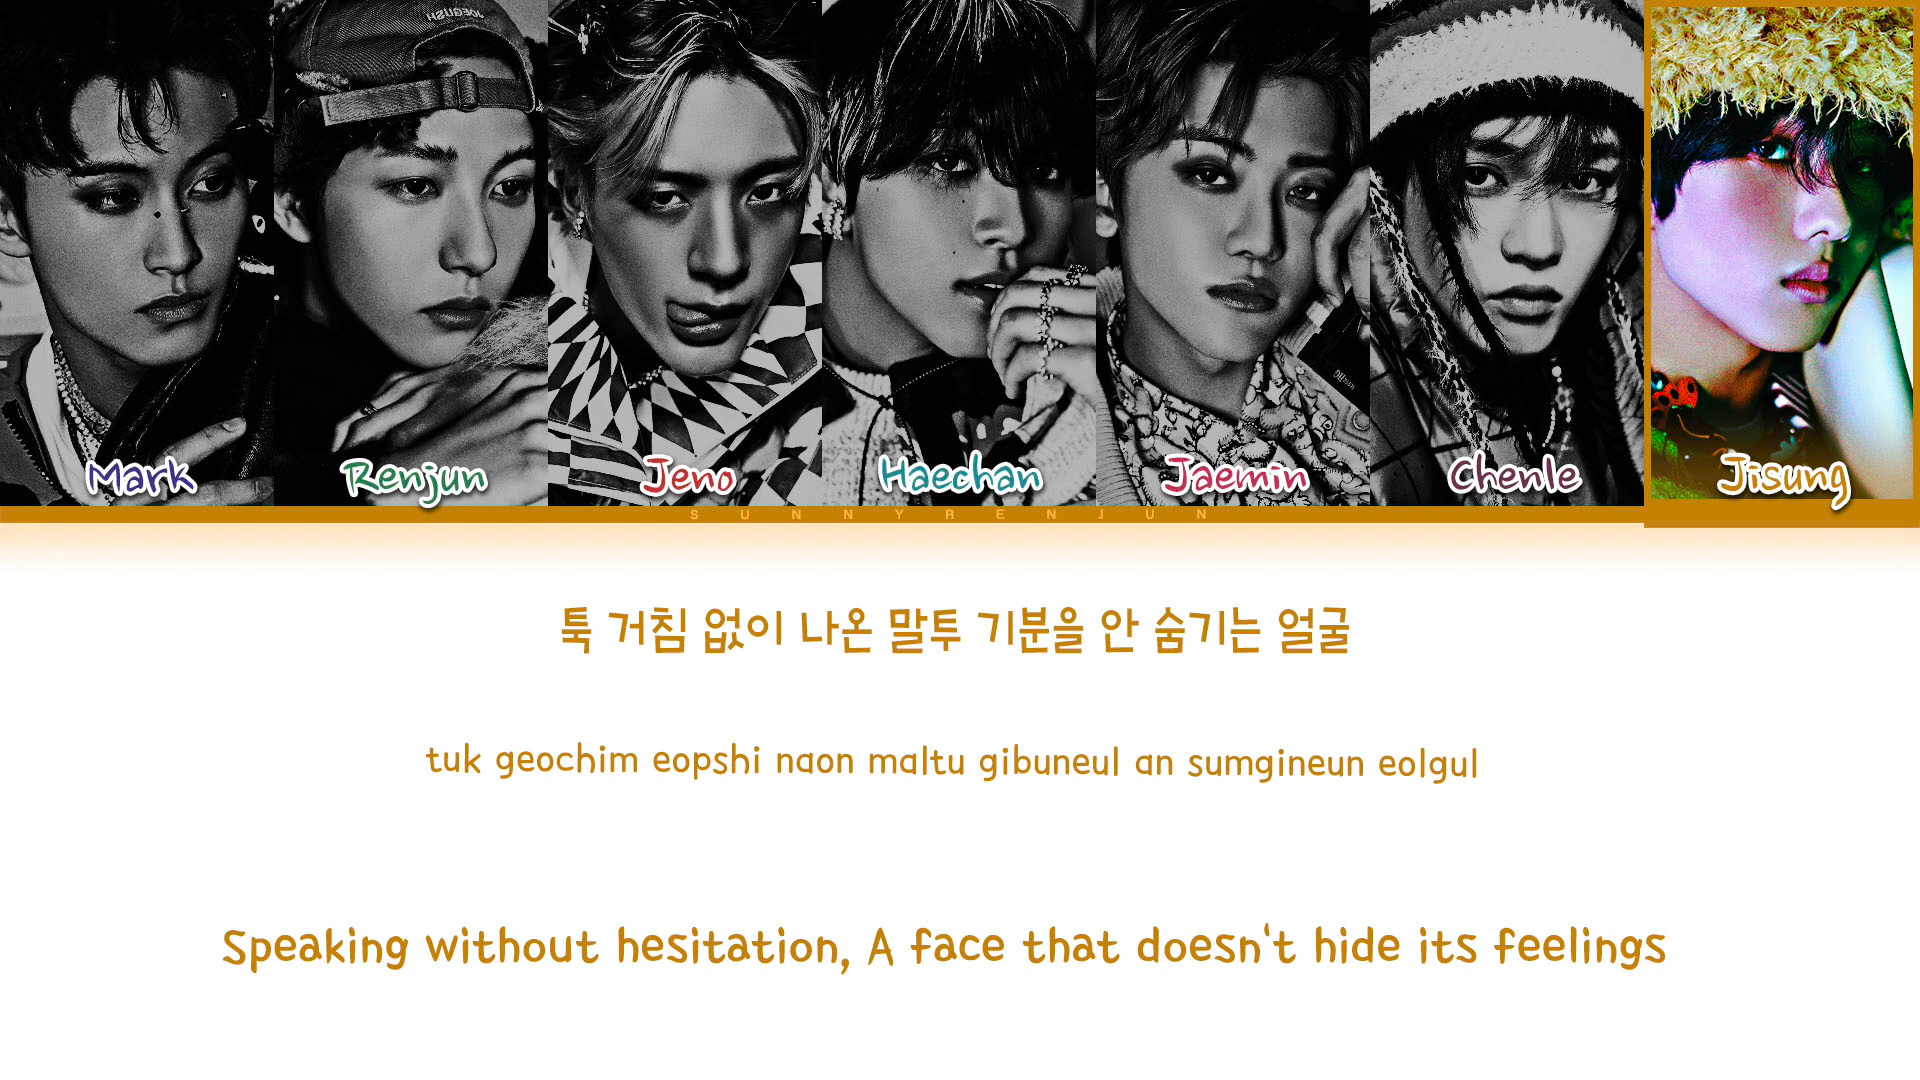 JOEGUSH
Mark
Renjun
Jeno
Haechan
Jaemin
Chenle
Jisung
SUNNYRENJUN
툭 거침 없이 나온 말투 기분을 안 숨기는 얼굴
tuk geochim eopshi naon maltu gibuneul an sumgineun eolgul
Speaking without hesitation, A face that doesn't hide its feelings